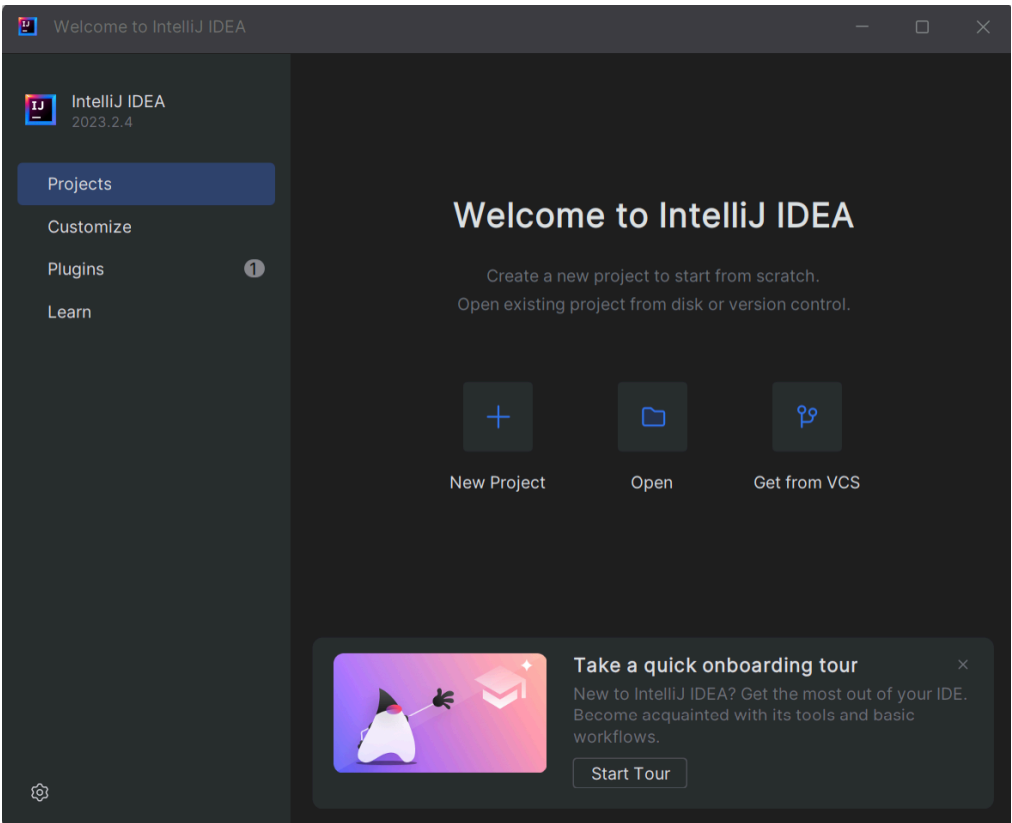 Welcome to IntelliJ IDEA
IJ
IntelliJ IDEA
2023.2.4
Projects
Customize
Plugins 1
Learn
Welcome to IntelliJ IDEA
Create a new project to start from scratch.
Open existing project from disk or version control.
New Project Open Get from VCS
Take a quick onboarding tour
New to IntelliJ IDEA? Get the most out of your IDE.
Become acquainted with its tools and basic
workflows.
Start Tour